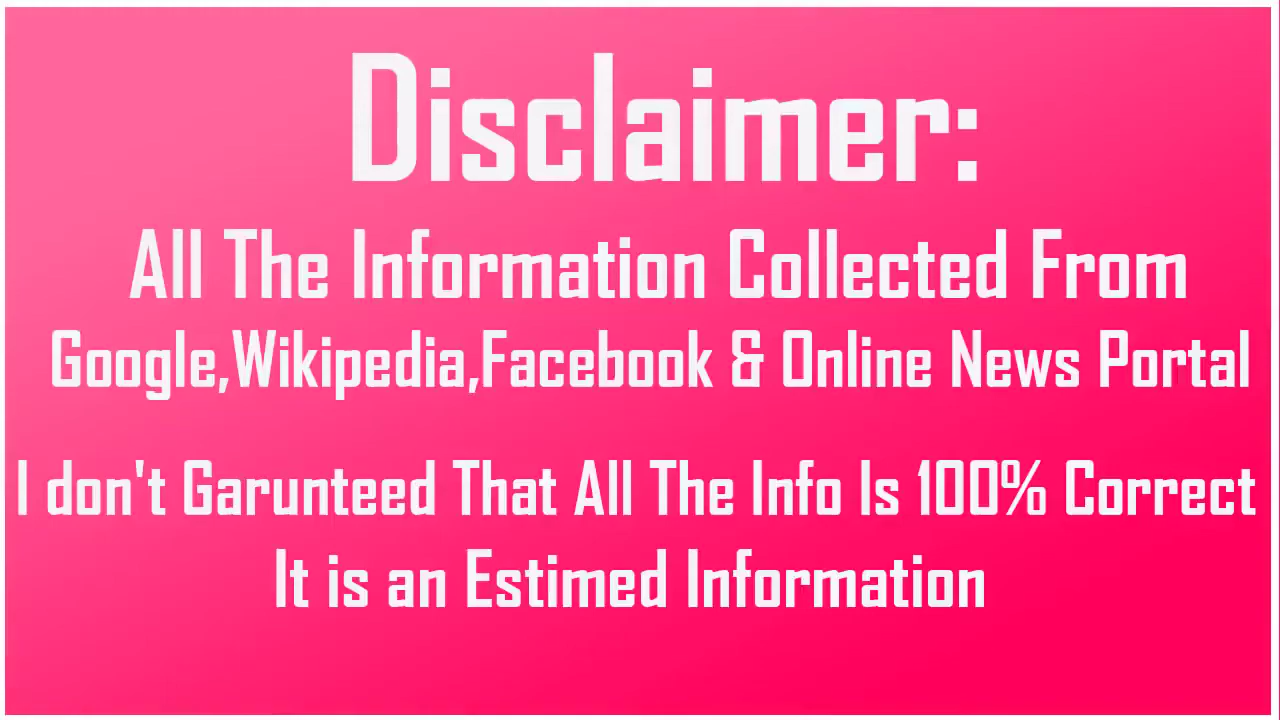 Disclaimer:
All The Information Collected From
Google,Wikipedia,Facebook & Online News Portal
I don't Garunteed That All The Info Is 100% Correct
It is an Estimed Information